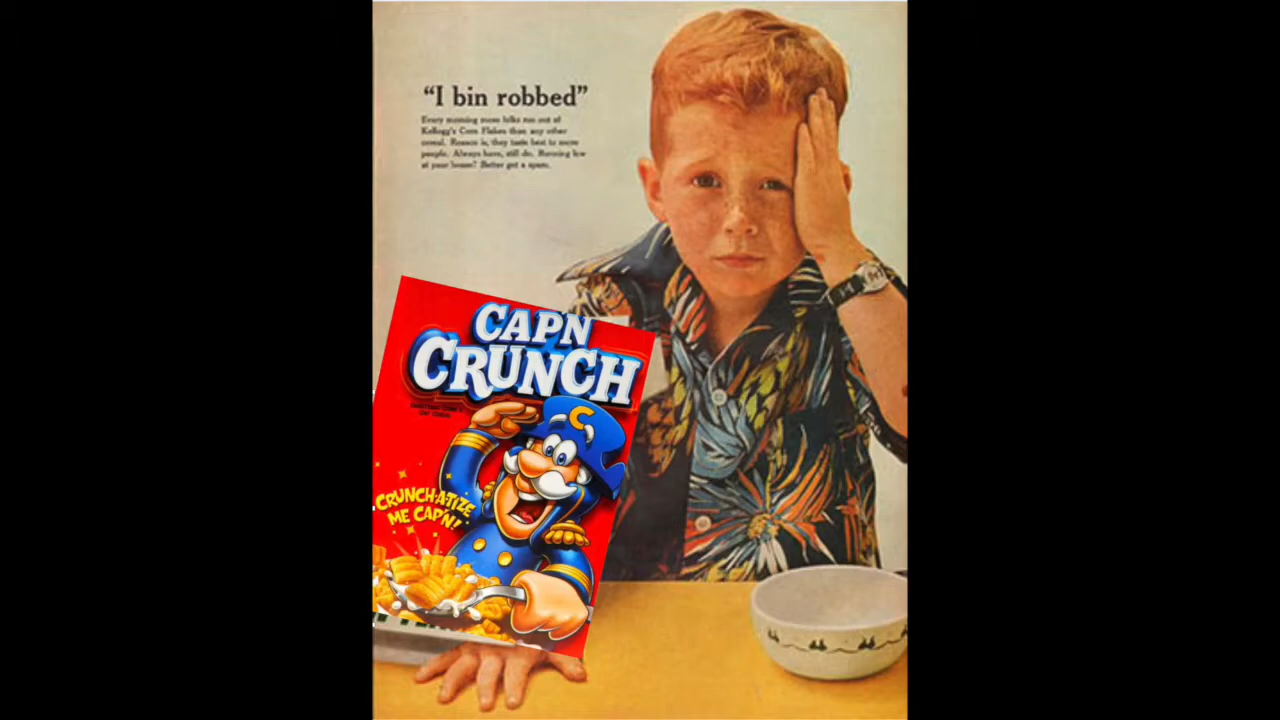 “I bin robbed”
Every morning more folks run out of
Kellogg's Corn Flakes than any other
cereal. Reason is, they taste best to more
people. Always have, still do. Running low
at your house? Better get a spare.
CAPN
CRUNCH
CRUNCH-A-TIZE
ME CAP'N!